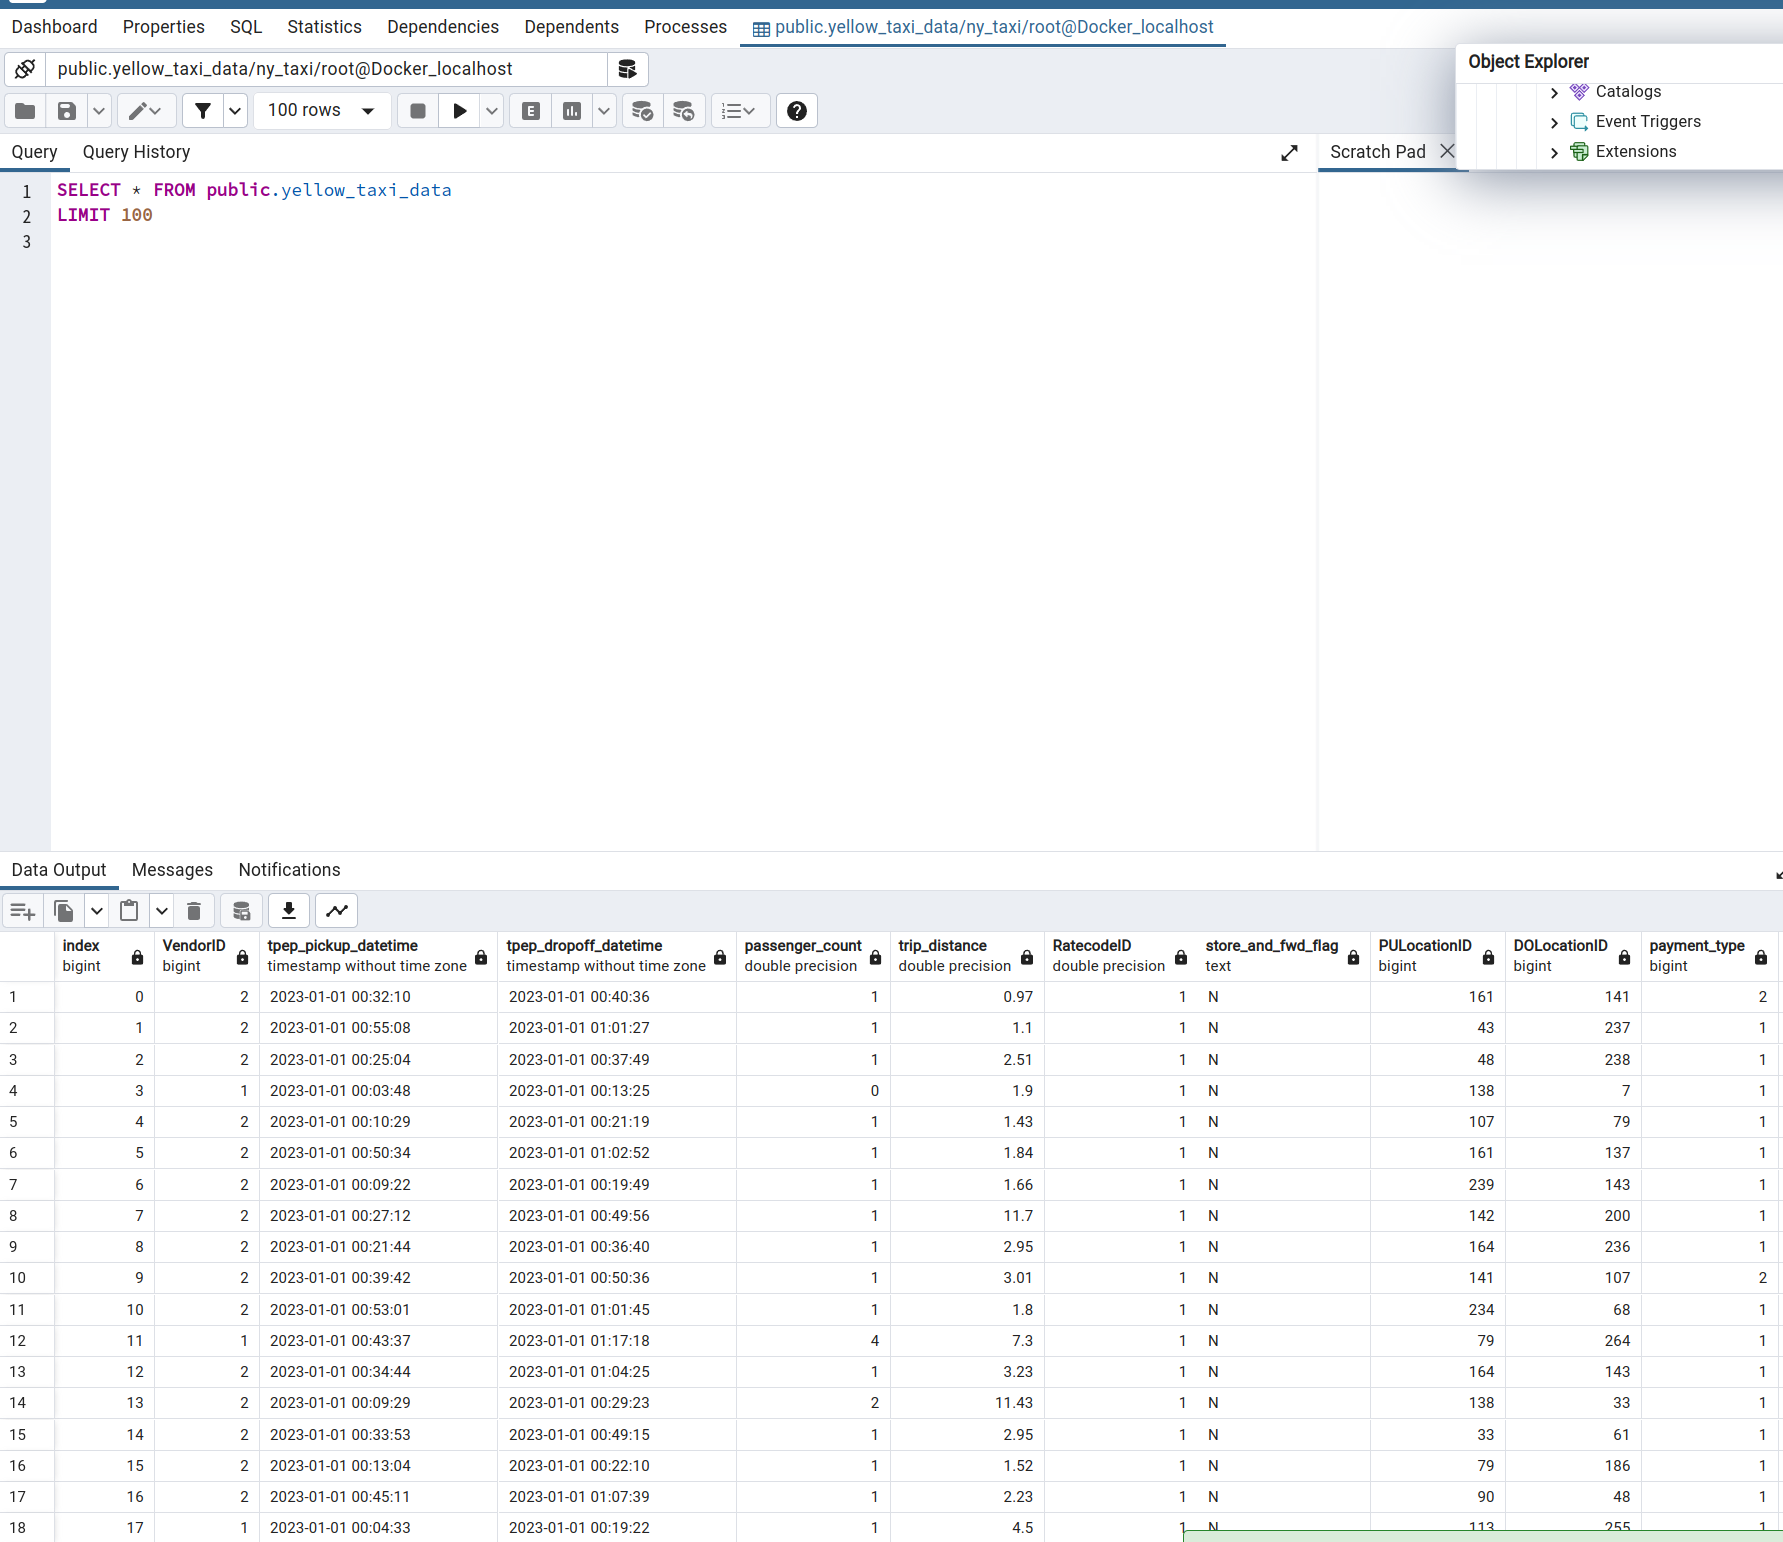 Dashboard Properties SQL Statistics Dependencies Dependents Processes public.yellow_taxi_data/ny_taxi/root@Docker_localhost
public.yellow_taxi_data/ny_taxi/root@Docker_localhost
Object Explorer
Catalogs
Event Triggers
Extensions
100 rows
E
Query Query History
Scratch Pad
1 SELECT * FROM public.yellow_taxi_data
2 LIMIT 100
3
Data Output Messages Notifications
index VendorID tpep_pickup_datetime tpep_dropoff_datetime passenger_count trip_distance RatecodeID store_and_fwd_flag PULocationID DOLocationID payment_type
bigint bigint timestamp without time zone timestamp without time zone double precision double precision double precision text bigint bigint bigint
1 0 2 2023-01-01 00:32:10 2023-01-01 00:40:36 1 0.97 1 N 161 141 2
2 1 2 2023-01-01 00:55:08 2023-01-01 01:01:27 1 1.1 1 N 43 237 1
3 2 2 2023-01-01 00:25:04 2023-01-01 00:37:49 1 2.51 1 N 48 238 1
4 3 1 2023-01-01 00:03:48 2023-01-01 00:13:25 0 1.9 1 N 138 7 1
5 4 2 2023-01-01 00:10:29 2023-01-01 00:21:19 1 1.43 1 N 107 79 1
6 5 2 2023-01-01 00:50:34 2023-01-01 01:02:52 1 1.84 1 N 161 137 1
7 6 2 2023-01-01 00:09:22 2023-01-01 00:19:49 1 1.66 1 N 239 143 1
8 7 2 2023-01-01 00:27:12 2023-01-01 00:49:56 1 11.7 1 N 142 200 1
9 8 2 2023-01-01 00:21:44 2023-01-01 00:36:40 1 2.95 1 N 164 236 1
10 9 2 2023-01-01 00:39:42 2023-01-01 00:50:36 1 3.01 1 N 141 107 2
11 10 2 2023-01-01 00:53:01 2023-01-01 01:01:45 1 1.8 1 N 234 68 1
12 11 1 2023-01-01 00:43:37 2023-01-01 01:17:18 4 7.3 1 N 79 264 1
13 12 2 2023-01-01 00:34:44 2023-01-01 01:04:25 1 3.23 1 N 164 143 1
14 13 2 2023-01-01 00:09:29 2023-01-01 00:29:23 2 11.43 1 N 138 33 1
15 14 2 2023-01-01 00:33:53 2023-01-01 00:49:15 1 2.95 1 N 33 61 1
16 15 2 2023-01-01 00:13:04 2023-01-01 00:22:10 1 1.52 1 N 79 186 1
17 16 2 2023-01-01 00:45:11 2023-01-01 01:07:39 1 2.23 1 N 90 48 1
18 17 1 2023-01-01 00:04:33 2023-01-01 00:19:22 1 4.5 1 N 113 255 1